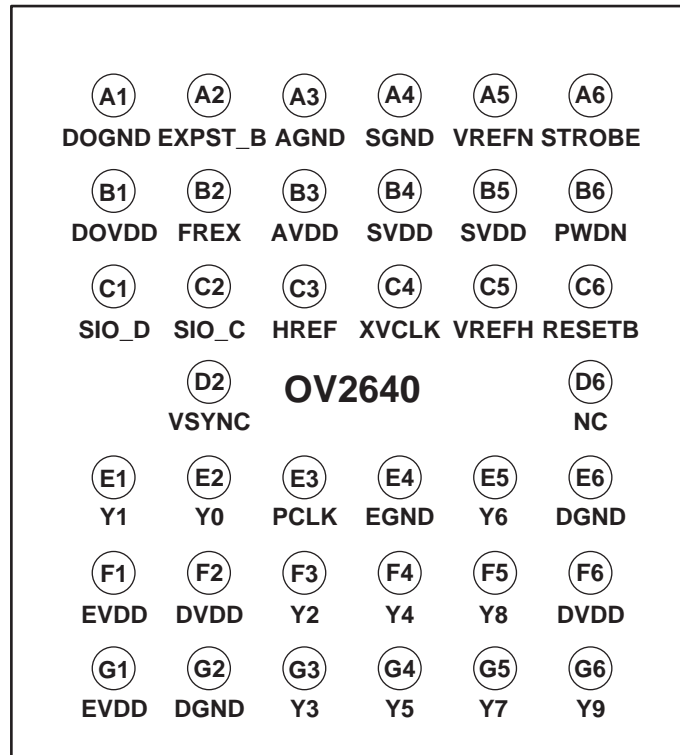 A1 A2 A3 A4 A5 A6
DOGND EXPST_B AGND SGND VREFN STROBE
B1 B2 B3 B4 B5 B6
DOVDD FREX AVDD SVDD SVDD PWDN
C1 C2 C3 C4 C5 C6
SIO_D SIO_C HREF XVCLK VREFH RESETB
D2 OV2640 D6
VSYNC NC
E1 E2 E3 E4 E5 E6
Y1 Y0 PCLK EGND Y6 DGND
F1 F2 F3 F4 F5 F6
EVDD DVDD Y2 Y4 Y8 DVDD
G1 G2 G3 G4 G5 G6
EVDD DGND Y3 Y5 Y7 Y9